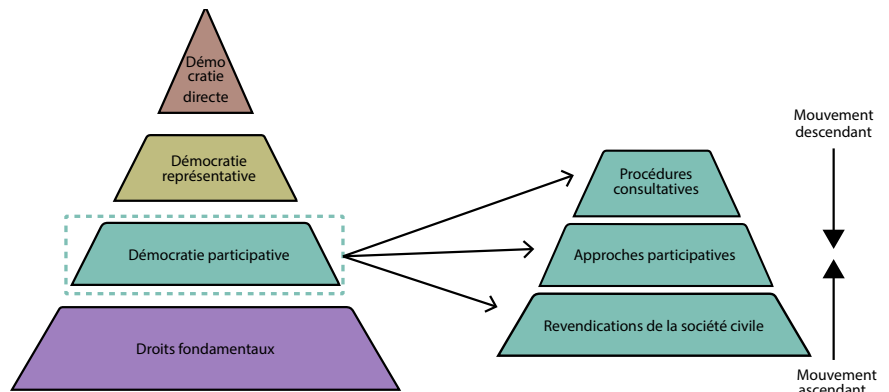 Démo
cratie
directe
Démocratie
représentative
Démocratie participative
Droits fondamentaux
Procédures
consultatives
Approches participatives
Revendications de la société civile
Mouvement
descendant
Mouvement
ascendant